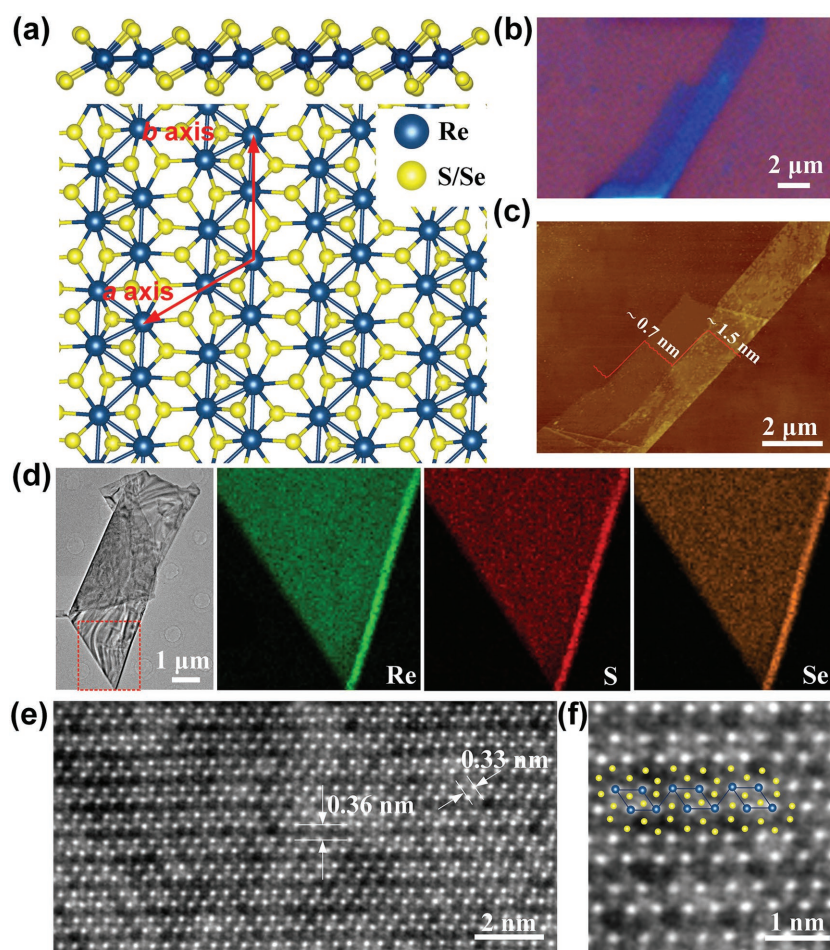 (a)
b axis
Re
S/Se
a axis
(b)
2 μm
(c)
~ 0.7 nm
~ 1.5 nm
2 μm
(d)
1 μm
Re
S
Se
(e)
0.33 nm
0.36 nm
2 nm
(f)
1 nm